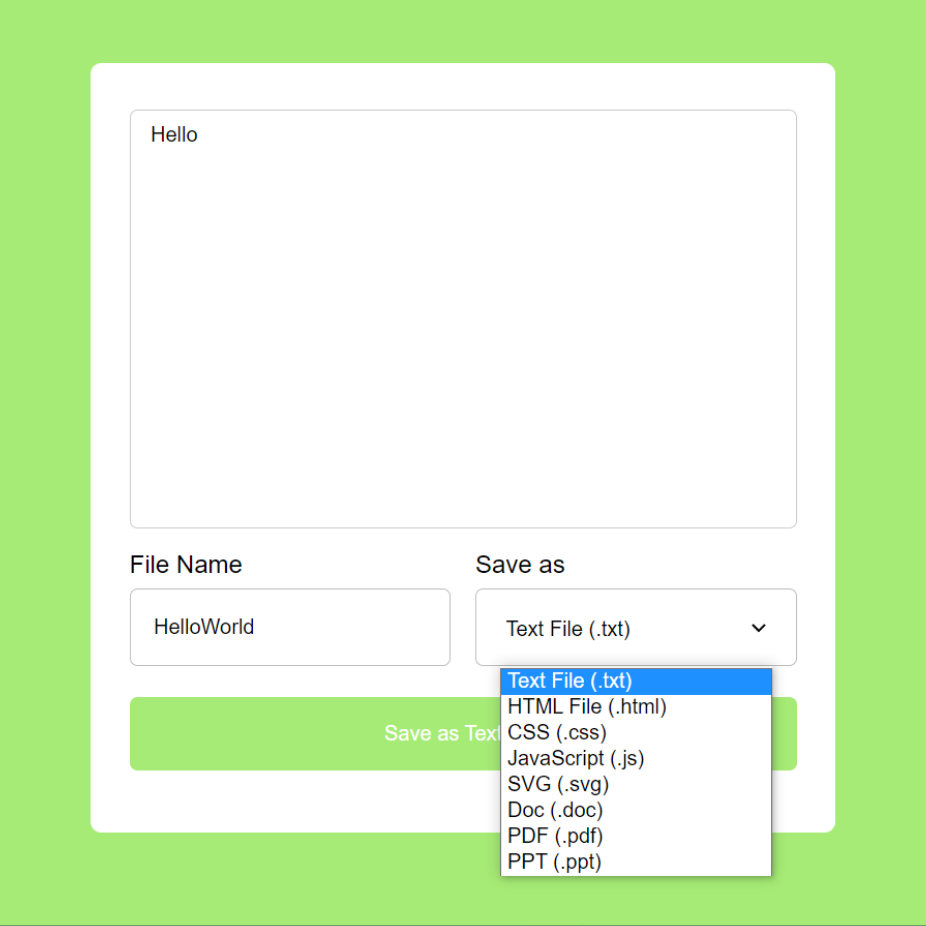 Hello
File Name
Save as
HelloWorld
Text File (.txt)
Text File (.txt)
HTML File (.html)
CSS (.css)
JavaScript (.js)
SVG (.svg)
Doc (.doc)
PDF (.pdf)
PPT (.ppt)
Save as Text